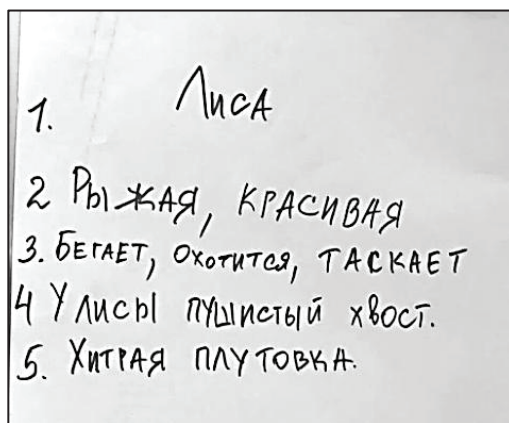 1. Лиса
2 Рыжая, красивая
3. Бегает, охотится, таскает
4 У лисы пушистый хвост.
5. Хитрая плутовка.